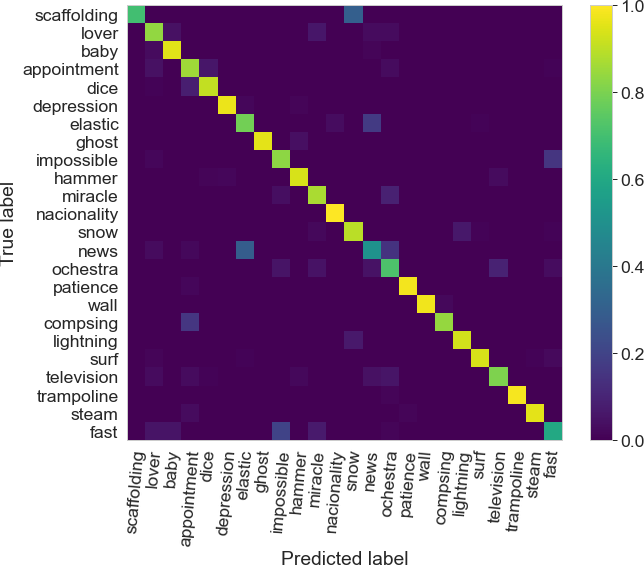 True label
scaffolding
lover
baby
appointment
dice
depression
elastic
ghost
impossible
hammer
miracle
nacionality
snow
news
ochestra
patience
wall
compsing
lightning
surf
television
trampoline
steam
fast
scaffolding
lover
baby
appointment
dice
depression
elastic
ghost
impossible
hammer
miracle
nacionality
snow
news
ochestra
patience
wall
compsing
lightning
surf
television
trampoline
steam
fast
Predicted label
1.0
0.8
0.6
0.4
0.2
0.0